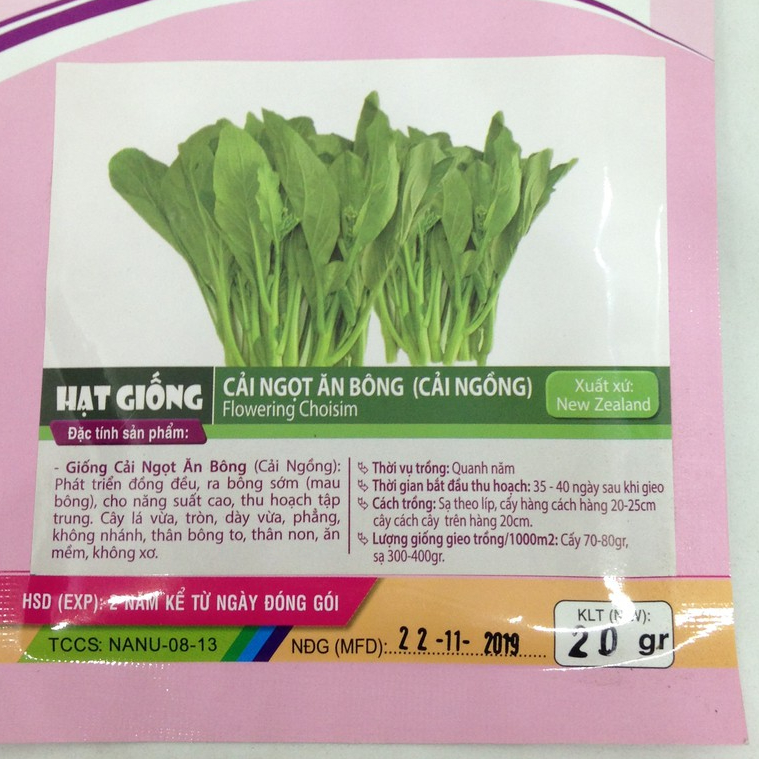 HẠT GIỐNG
CẢI NGỌT ĂN BÔNG (CẢI NGỒNG)
Flowering Choisim
Xuất xứ:
New Zealand
Đặc tính sản phẩm:
- Giống Cải Ngọt Ăn Bông (Cải Ngồng):
Phát triển đồng đều, ra bông sớm (mau
bông), cho năng suất cao, thu hoạch tập
trung. Cây lá vừa, tròn, dày vừa, phẳng,
không nhánh, thân bông to, thân non, ăn
mềm, không xơ.
Thời vụ trồng: Quanh năm
Thời gian bắt đầu thu hoạch: 35 - 40 ngày sau khi gieo
Cách trồng: Sạ theo líp, cấy hàng cách hàng 20-25cm
cây cách cây trên hàng 20cm.
Lượng giống gieo trồng/1000m2: Cấy 70-80gr,
sạ 300-400gr.
HSD (EXP): 2 NĂM KỂ TỪ NGÀY ĐÓNG GÓI
TCCS: NANU-08-13
NĐG (MFD): 22-11-2019
KLT (N.W):
20 gr